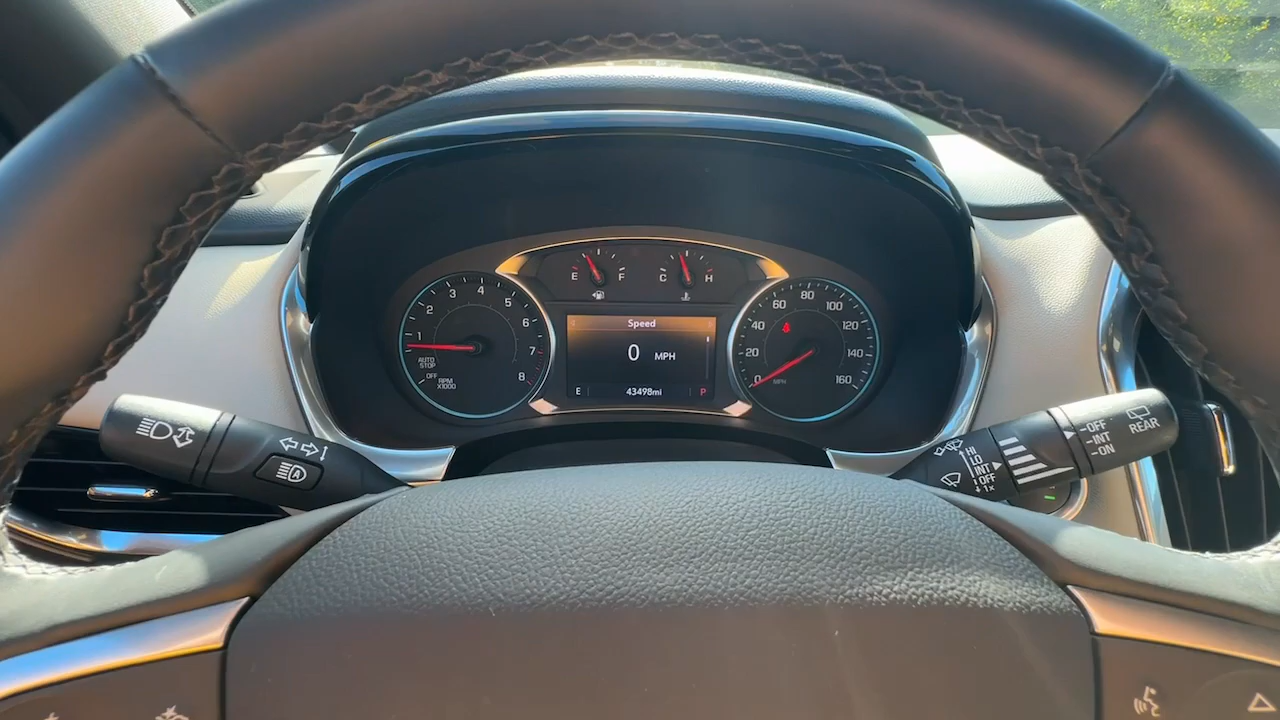 E F
C H
1 2 3 4 5 6 7 8
AUTO
STOP
OFF
RPM
X1000
Speed
0 MPH
E 43498mi P
0 20 40 60 80 100 120 140 160
MPH
A
HI
LO
INT
OFF
1x
-OFF
-INT
-ON
REAR